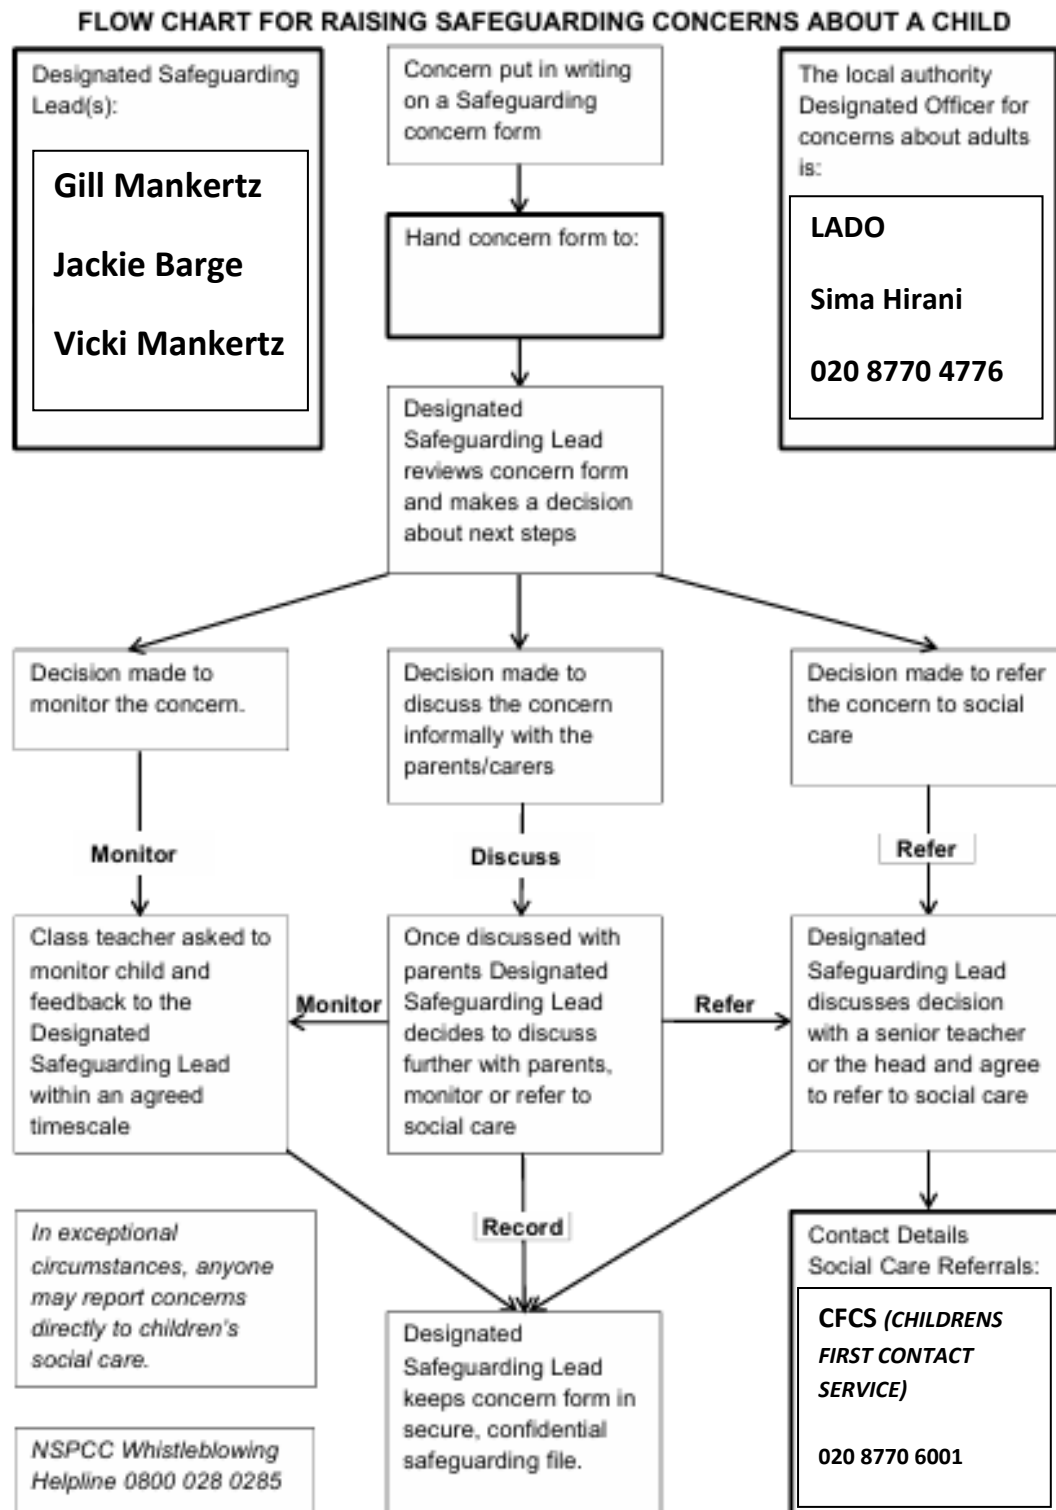 FLOW CHART FOR RAISING SAFEGUARDING CONCERNS ABOUT A CHILD
Designated Safeguarding
Lead(s):
Gill Mankertz
Jackie Barge
Vicki Mankertz
Concern put in writing
on a Safeguarding
concern form
The local authority
Designated Officer for
concerns about adults
is:
LADO
Sima Hirani
020 8770 4776
Hand concern form to:
Designated
Safeguarding Lead
reviews concern form
and makes a decision
about next steps
Decision made to
monitor the concern.
Decision made to
discuss the concern
informally with the
parents/carers
Decision made to refer
the concern to social
care
Monitor
Discuss
Refer
Class teacher asked to
monitor child and
feedback to the
Designated
Safeguarding Lead
within an agreed
timescale
Monitor
Once discussed with
parents Designated
Safeguarding Lead
decides to discuss
further with parents,
monitor or refer to
social care
Refer
Designated
Safeguarding Lead
discusses decision
with a senior teacher
or the head and agree
to refer to social care
Record
In exceptional
circumstances, anyone
may report concerns
directly to children's
social care.
Designated
Safeguarding Lead
keeps concern form in
secure, confidential
safeguarding file.
Contact Details
Social Care Referrals:
CFCS (CHILDRENS
FIRST CONTACT
SERVICE)
020 8770 6001
NSPCC Whistleblowing
Helpline 0800 028 0285